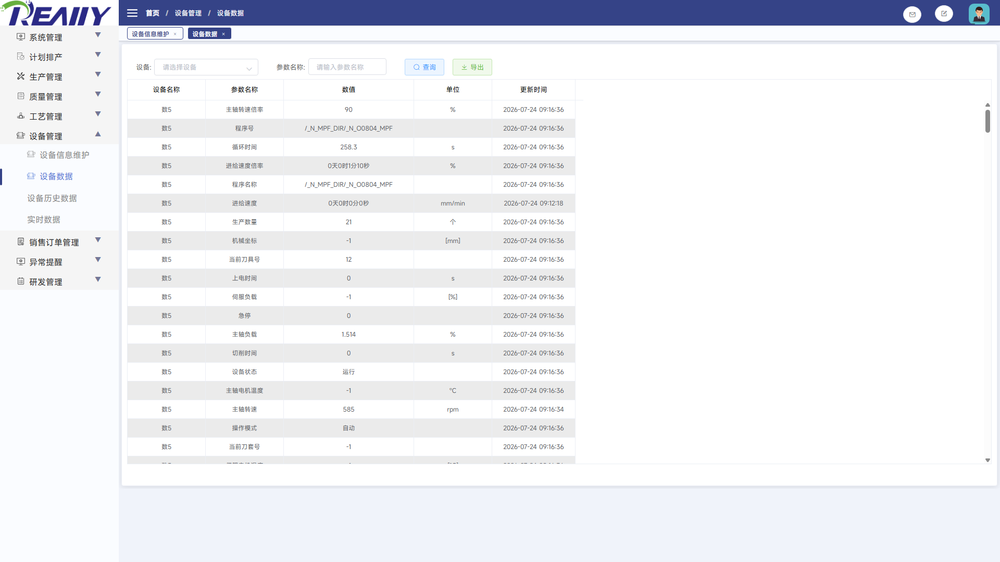 REAIIY
首页 / 设备管理 / 设备数据
设备信息维护 ×
设备数据 ×
系统管理
计划排产
生产管理
质量管理
工艺管理
设备管理
设备信息维护
设备数据
设备历史数据
实时数据
销售订单管理
异常提醒
研发管理
设备: 请选择设备 参数名称: 请输入参数名称 查询 导出
设备名称 参数名称 数值 单位 更新时间
数5 主轴转速倍率 90 % 2026-07-24 09:16:36
数5 程序号 /_N_MPF_DIR/_N_O0804_MPF 2026-07-24 09:16:36
数5 循环时间 258.3 s 2026-07-24 09:16:36
数5 进给速度倍率 0天0时1分10秒 % 2026-07-24 09:16:36
数5 程序名称 /_N_MPF_DIR/_N_O0804_MPF 2026-07-24 09:16:36
数5 进给速度 0天0时0分0秒 mm/min 2026-07-24 09:12:18
数5 生产数量 21 个 2026-07-24 09:16:36
数5 机械坐标 -1 [mm] 2026-07-24 09:16:36
数5 当前刀具号 12 2026-07-24 09:16:36
数5 上电时间 0 s 2026-07-24 09:16:36
数5 伺服负载 -1 [%] 2026-07-24 09:16:36
数5 急停 0 2026-07-24 09:16:36
数5 主轴负载 1.514 % 2026-07-24 09:16:36
数5 切削时间 0 s 2026-07-24 09:16:36
数5 设备状态 运行 2026-07-24 09:16:36
数5 主轴电机温度 -1 ℃ 2026-07-24 09:16:36
数5 主轴转速 585 rpm 2026-07-24 09:16:34
数5 操作模式 自动 2026-07-24 09:16:36
数5 当前刀套号 -1 2026-07-24 09:16:36